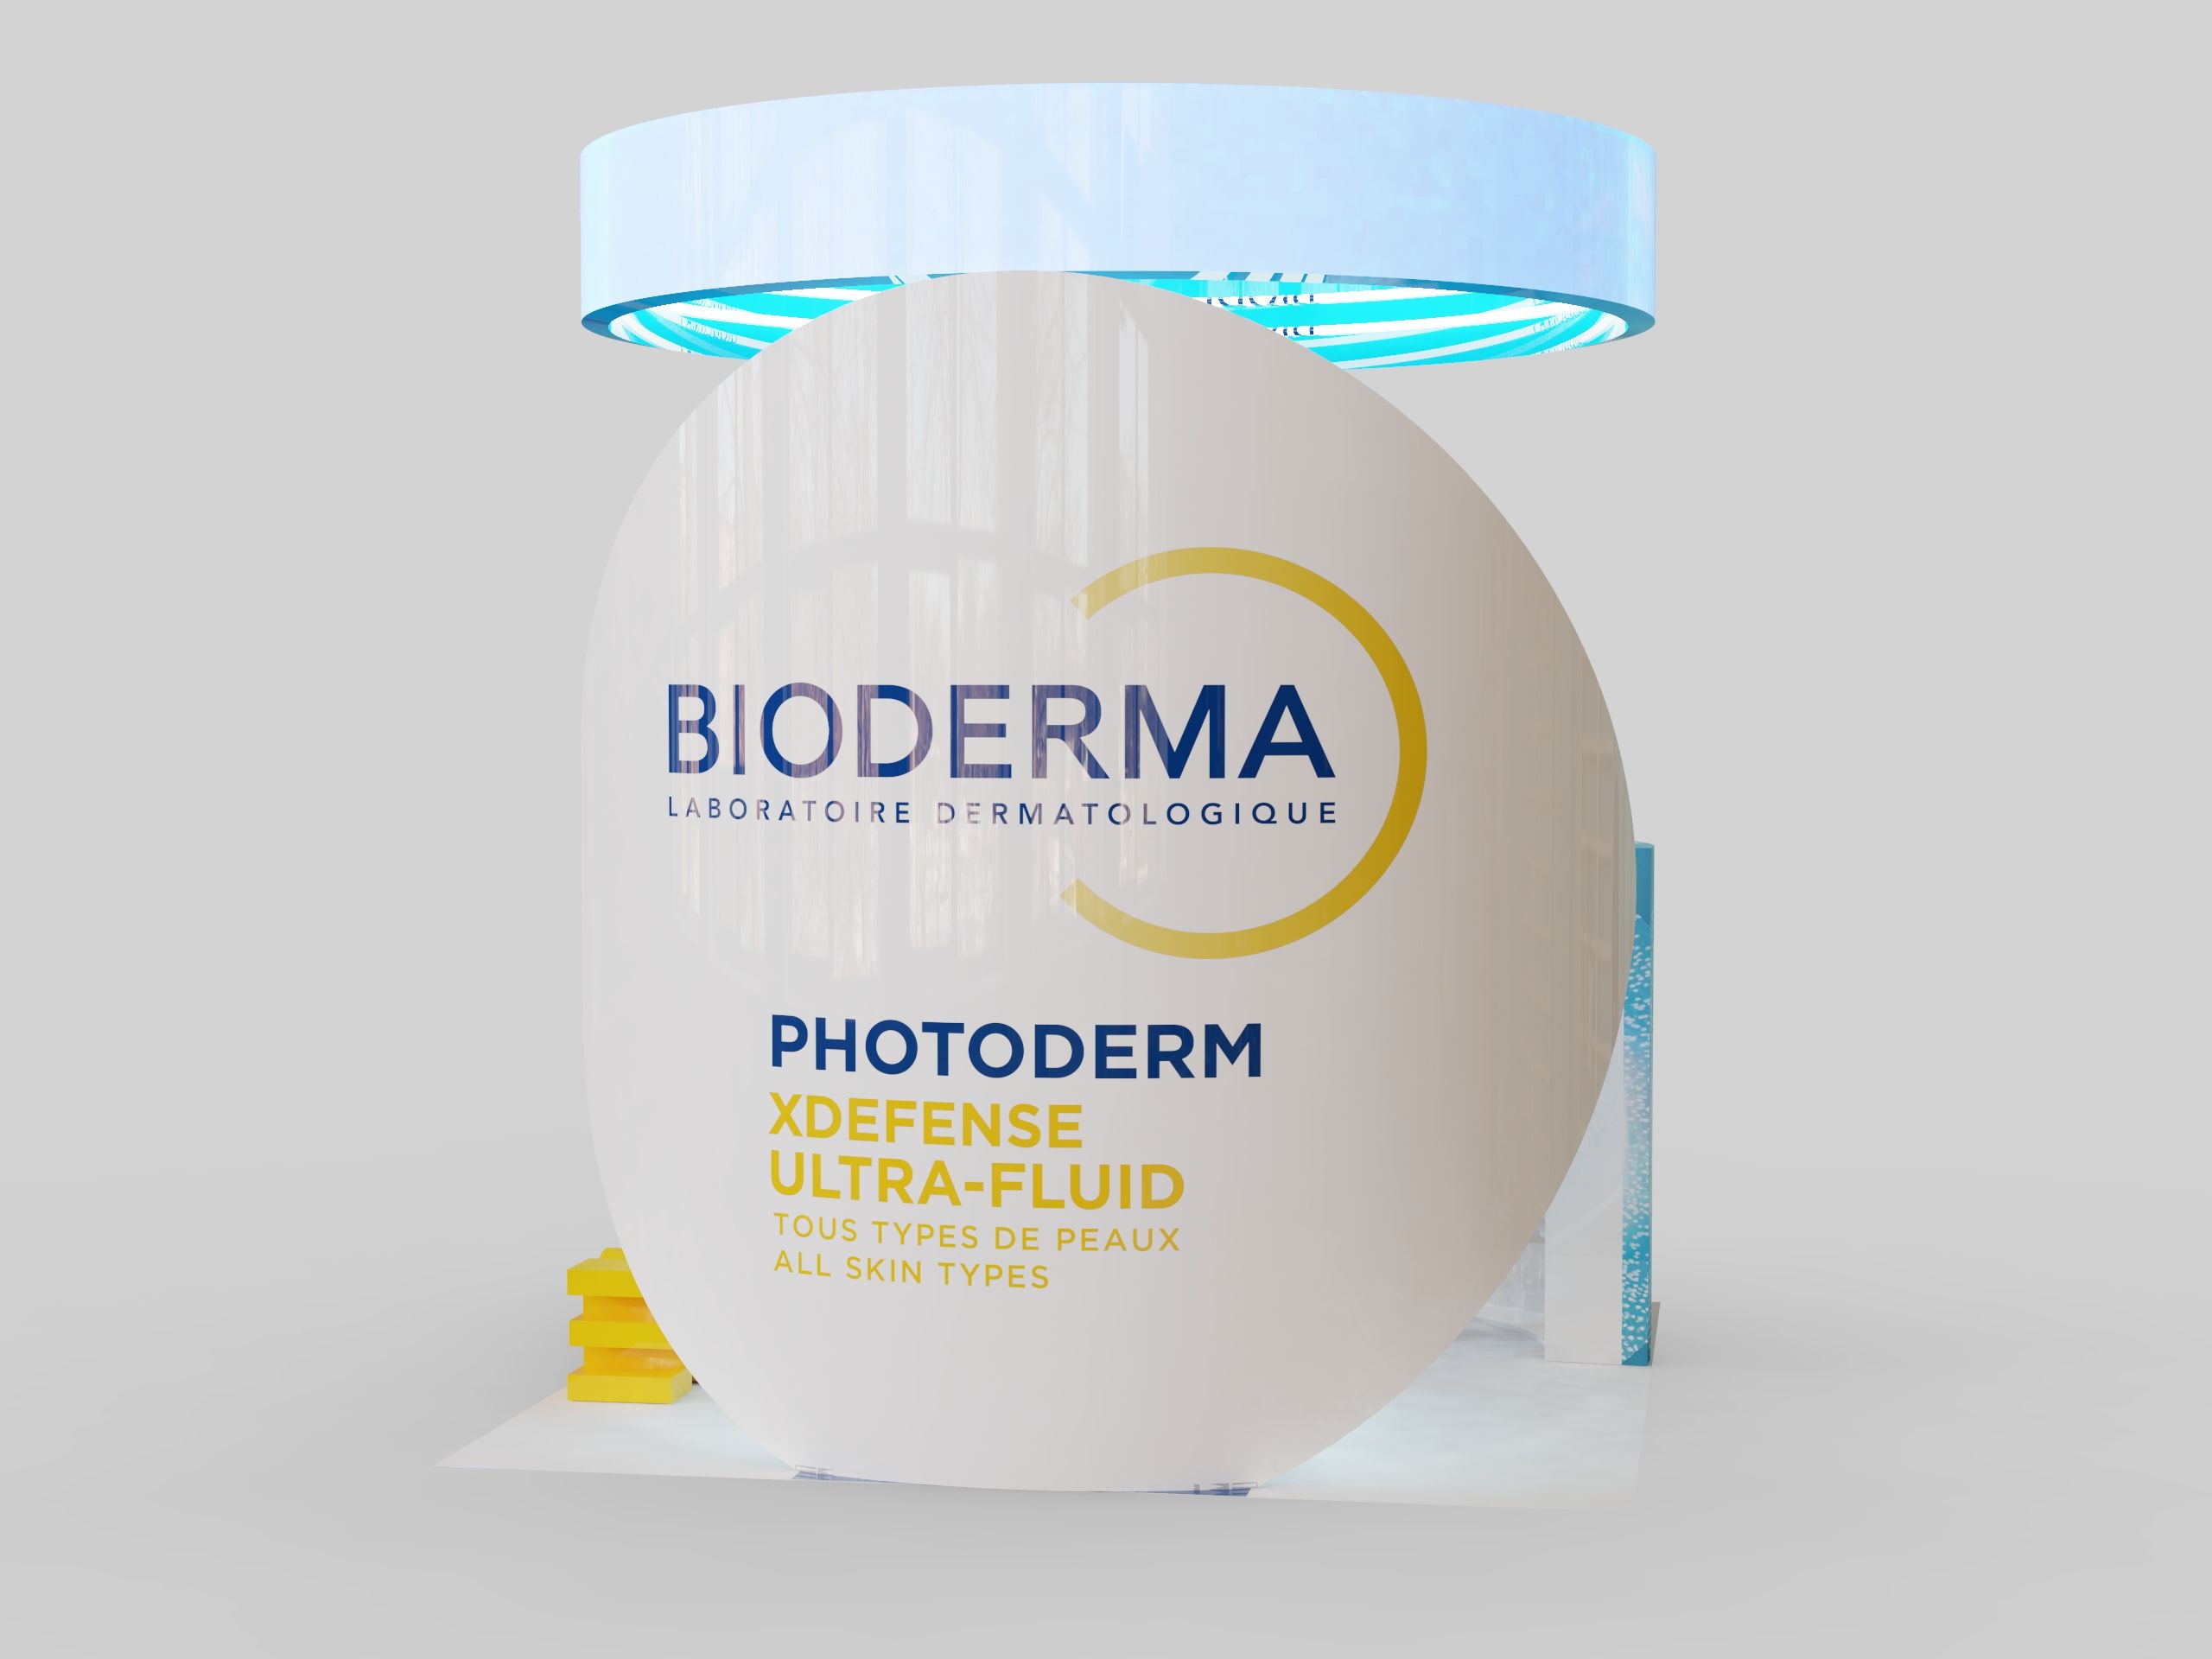 BIODERMA
LABORATOIRE DERMATOLOGIQUE
PHOTODERM
XDEFENSE
ULTRA-FLUID
TOUS TYPES DE PEAUX
ALL SKIN TYPES